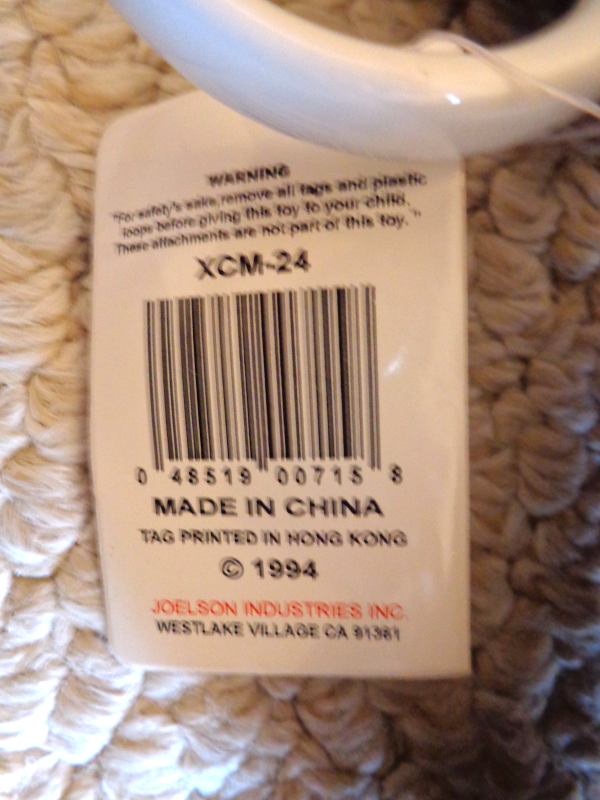 WARNING
"For safety's sake, remove all tags and plastic
loops before giving this toy to your child.
These attachments are not part of this toy."
XCM-24
0 48519 00715 8
MADE IN CHINA
TAG PRINTED IN HONG KONG
© 1994
JOELSON INDUSTRIES INC.
WESTLAKE VILLAGE CA 91361